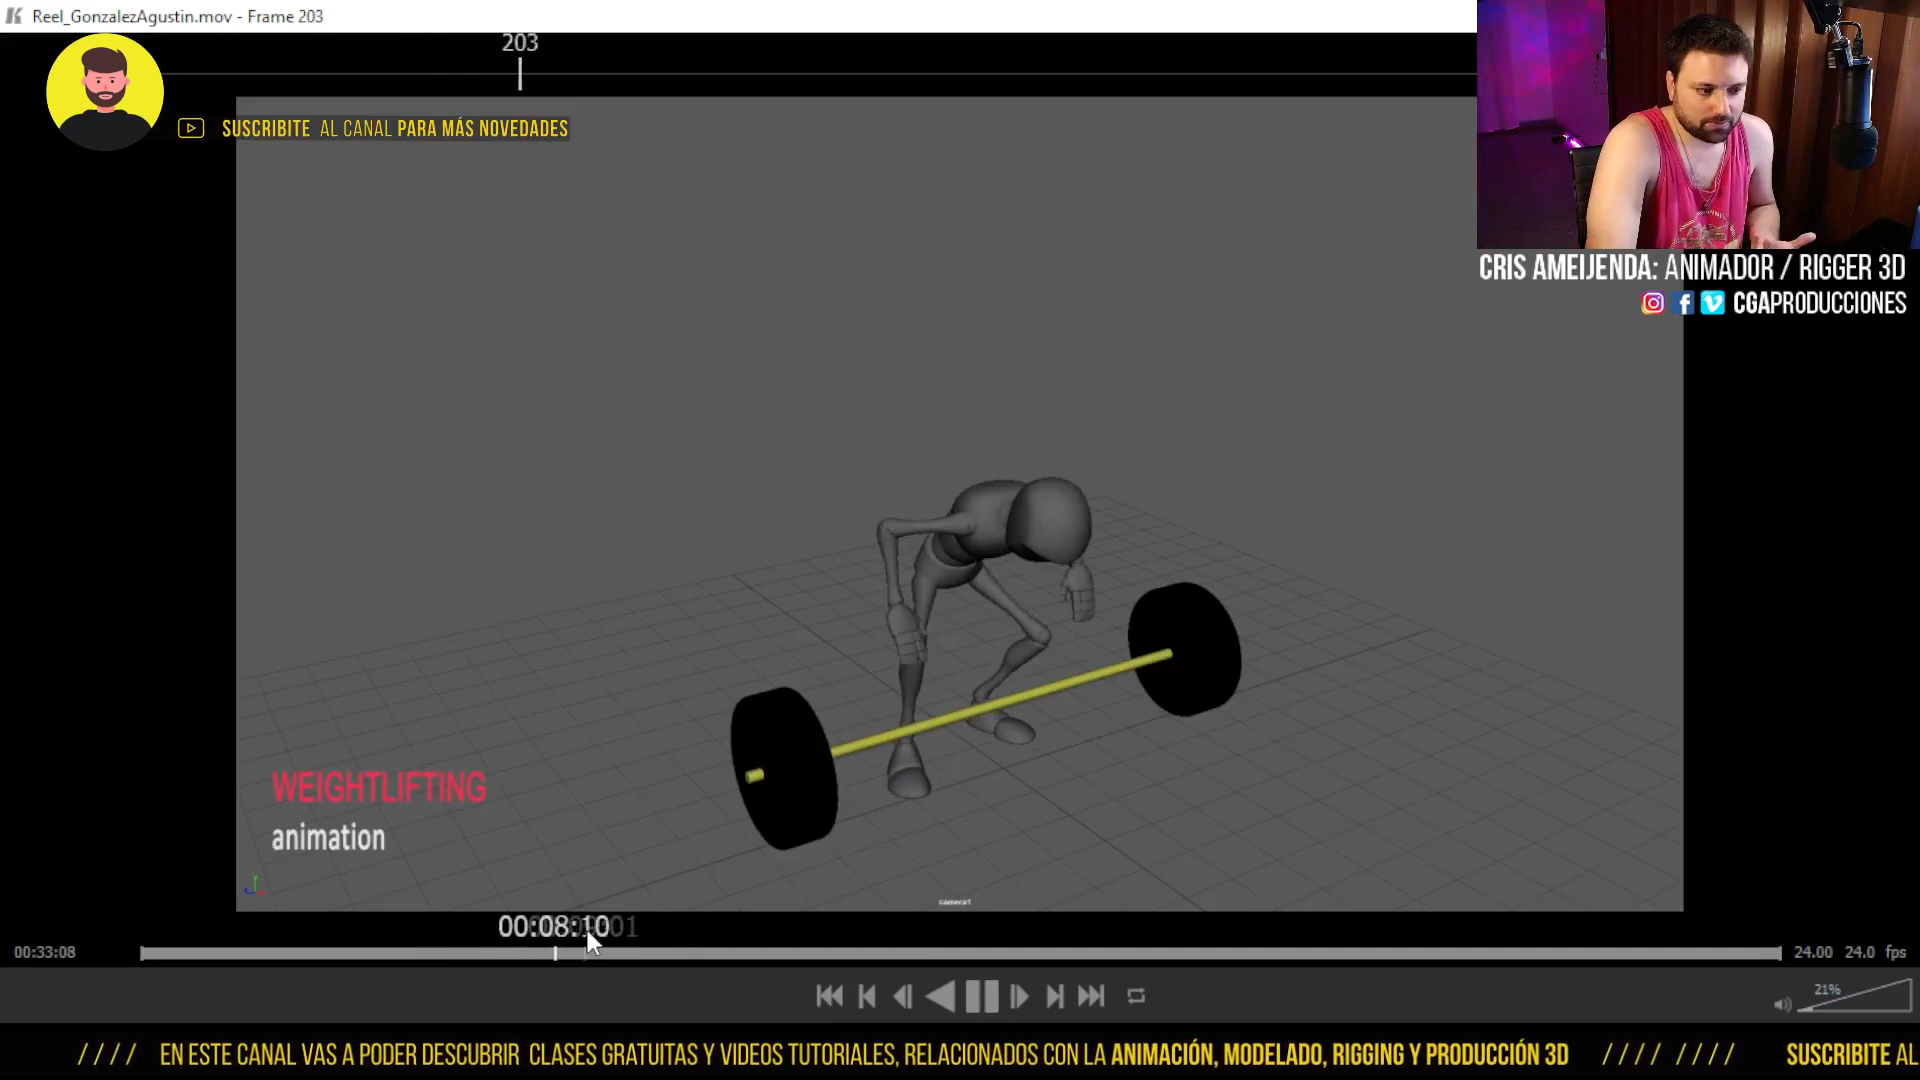 Reel_GonzalezAgustin.mov - Frame 203
203
SUSCRIBITE AL CANAL PARA MÁS NOVEDADES
CRIS AMEIJENDA: ANIMADOR / RIGGER 3D
CGAPRODUCCIONES
WEIGHTLIFTING
animation
camera1
00:08:10
00:33:08
24.00 24.0 fps
21%
//// EN ESTE CANAL VAS A PODER DESCUBRIR CLASES GRATUITAS Y VIDEOS TUTORIALES, RELACIONADOS CON LA ANIMACIÓN, MODELADO, RIGGING Y PRODUCCIÓN 3D //// //// SUSCRIBITE AL